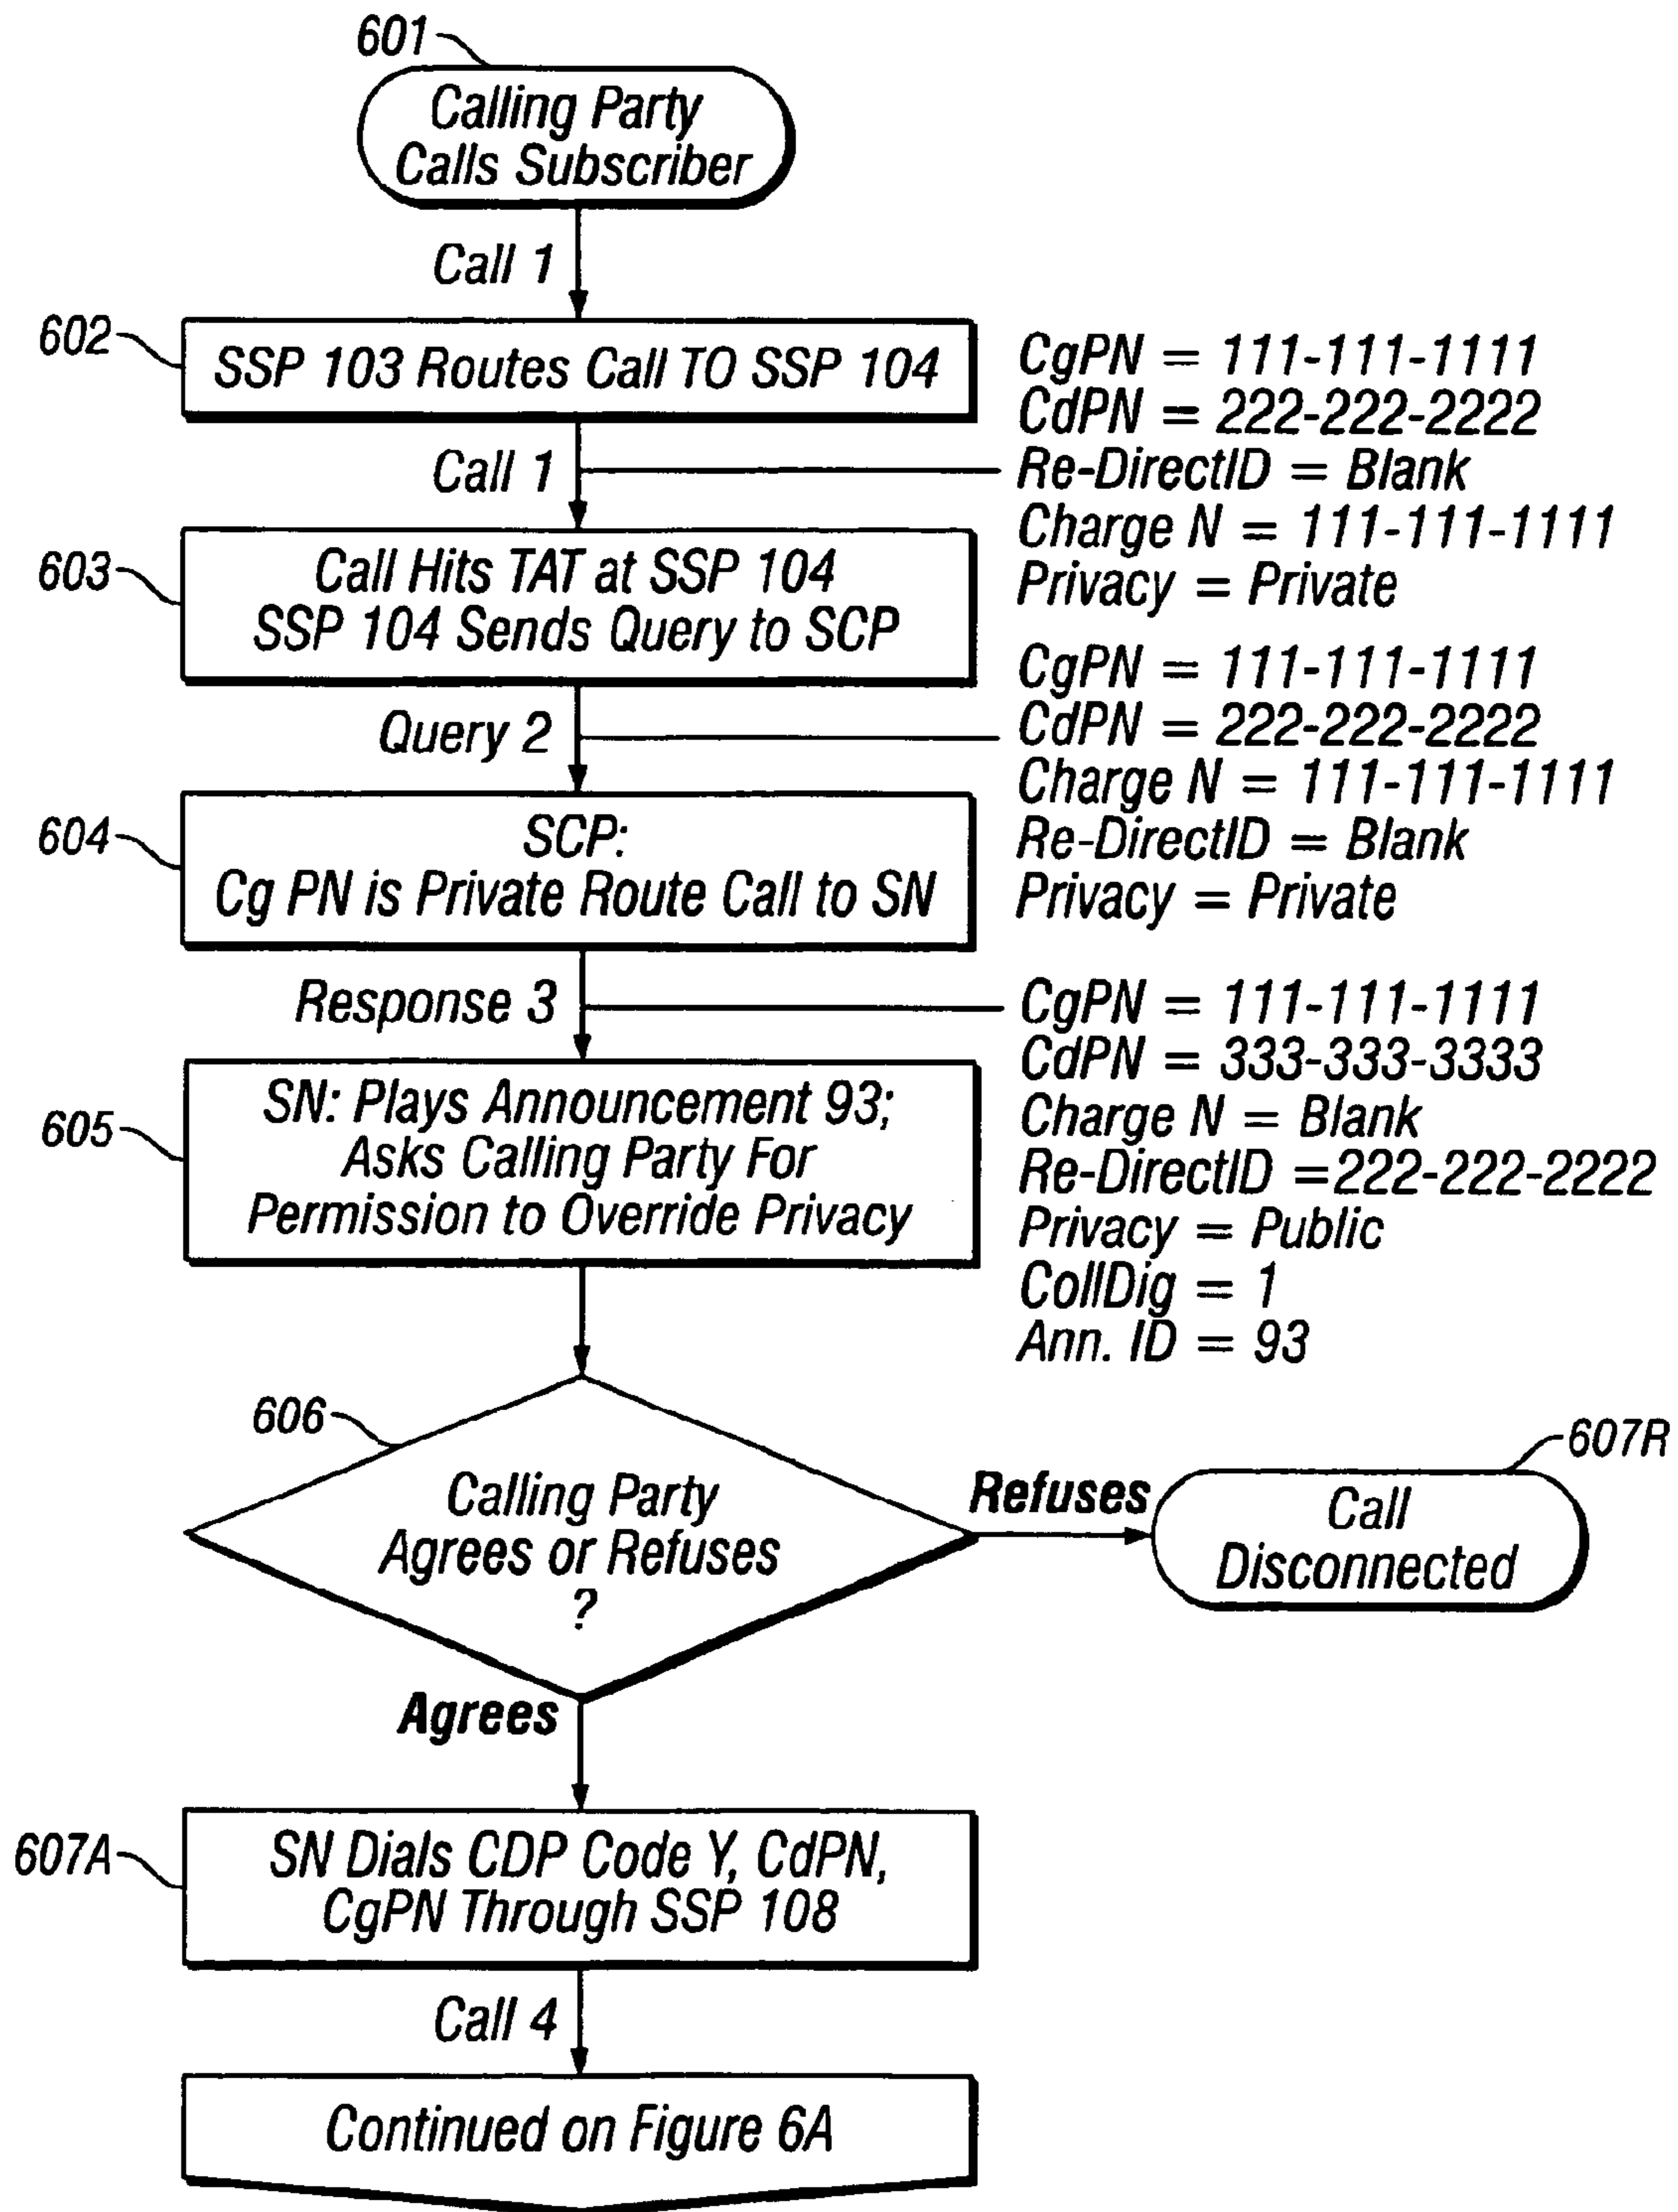 601
Calling Party
Calls Subscriber
Call 1
602
SSP 103 Routes Call TO SSP 104
CgPN = 111-111-1111
CdPN = 222-222-2222
Re-DirectID = Blank
Charge N = 111-111-1111
Privacy = Private
Call 1
603
Call Hits TAT at SSP 104
SSP 104 Sends Query to SCP
Query 2
CgPN = 111-111-1111
CdPN = 222-222-2222
Charge N = 111-111-1111
Re-DirectID = Blank
Privacy = Private
604
SCP:
Cg PN is Private Route Call to SN
Response 3
CgPN = 111-111-1111
CdPN = 333-333-3333
Charge N = Blank
Re-DirectID =222-222-2222
Privacy = Public
CollDig = 1
Ann. ID = 93
605
SN: Plays Announcement 93;
Asks Calling Party For
Permission to Override Privacy
606
Calling Party
Agrees or Refuses
?
Refuses
607R
Call
Disconnected
Agrees
607A
SN Dials CDP Code Y, CdPN,
CgPN Through SSP 108
Call 4
Continued on Figure 6A